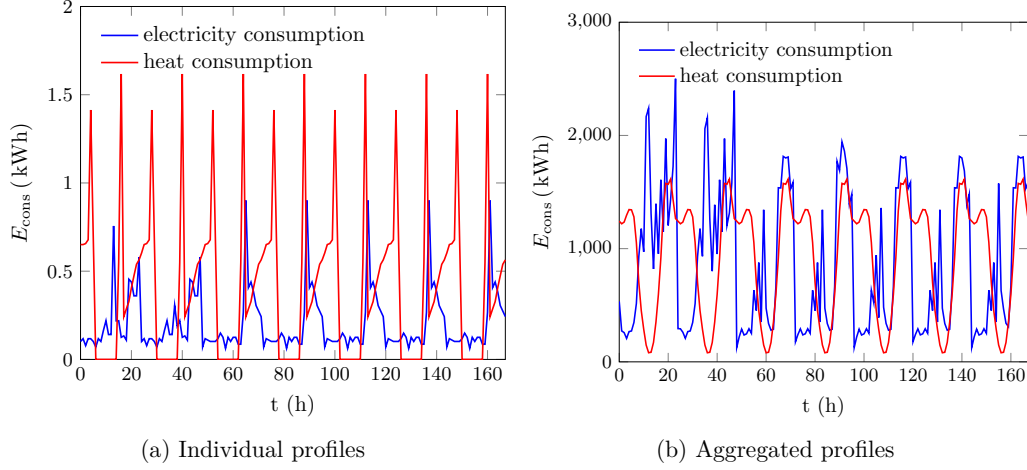 2
1.5
1
0.5
0
E_cons ( kWh)
electricity consumption
heat consumption
0 20 40 60 80 100 120 140 160
t (h)
(a) Individual profiles
3,000
2,000
1,000
0
E_cons ( kWh)
electricity consumption
heat consumption
0 20 40 60 80 100 120 140 160
t (h)
(b) Aggregated profiles